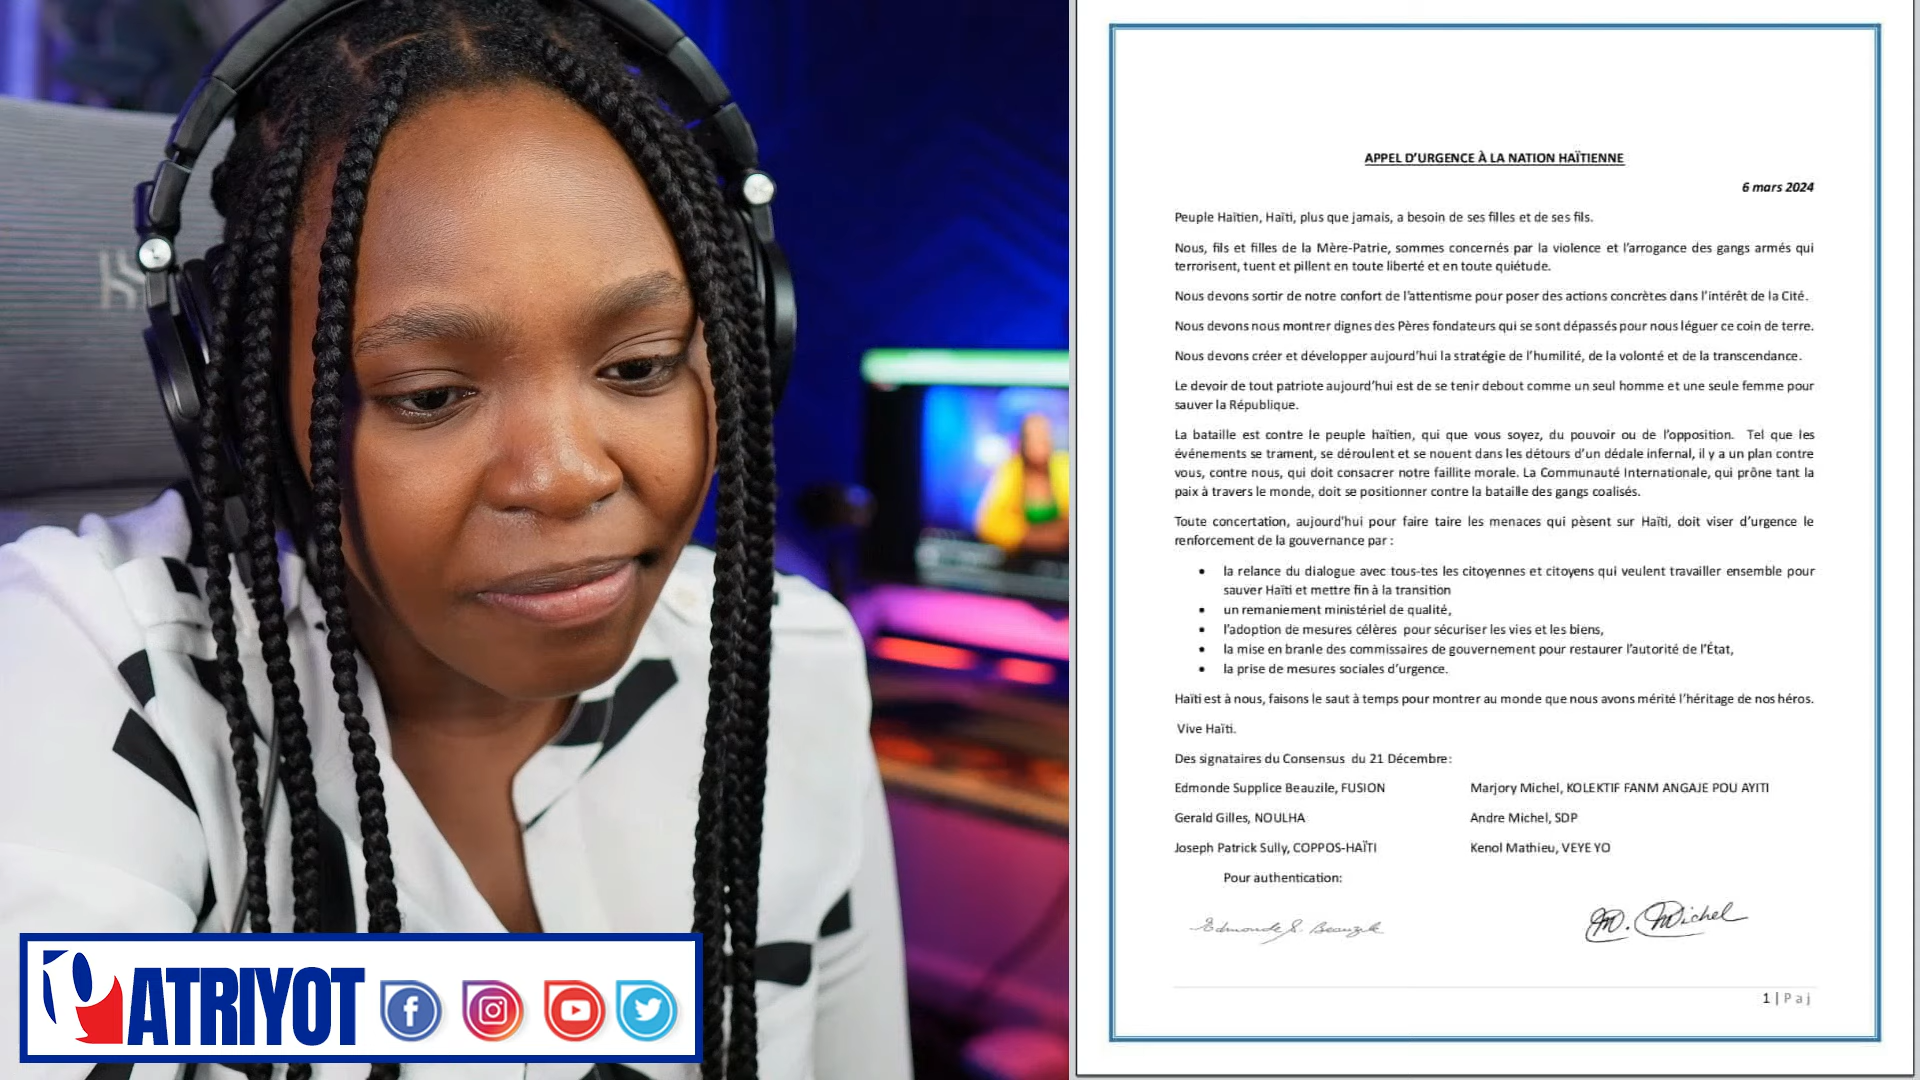 APPEL D'URGENCE À LA NATION HAÏTIENNE
6 mars 2024
Peuple Haïtien, Haïti, plus que jamais, a besoin de ses filles et de ses fils.
Nous, fils et filles de la Mère-Patrie, sommes concernés par la violence et l'arrogance des gangs armés qui
terrorisent, tuent et pillent en toute liberté et en toute quiétude.
Nous devons sortir de notre confort de l'attentisme pour poser des actions concrètes dans l'intérêt de la Cité.
Nous devons nous montrer dignes des Pères fondateurs qui se sont dépassés pour nous léguer ce coin de terre.
Nous devons créer et développer aujourd'hui la stratégie de l'humilité, de la volonté et de la transcendance.
Le devoir de tout patriote aujourd'hui est de se tenir debout comme un seul homme et une seule femme pour
sauver la République.
La bataille est contre le peuple haïtien, qui que vous soyez, du pouvoir ou de l'opposition. Tel que les
événements se trament, se déroulent et se nouent dans les détours d'un dédale infernal, il y a un plan contre
vous, contre nous, qui doit consacrer notre faillite morale. La Communauté Internationale, qui prône tant la
paix à travers le monde, doit se positionner contre la bataille des gangs coalisés.
Toute concertation, aujourd'hui pour faire taire les menaces qui pèsent sur Haïti, doit viser d'urgence le
renforcement de la gouvernance par :
• la relance du dialogue avec tous-tes les citoyennes et citoyens qui veulent travailler ensemble pour
sauver Haïti et mettre fin à la transition
• un remaniement ministériel de qualité,
• l'adoption de mesures célères pour sécuriser les vies et les biens,
• la mise en branle des commissaires de gouvernement pour restaurer l'autorité de l'État,
• la prise de mesures sociales d'urgence.
Haïti est à nous, faisons le saut à temps pour montrer au monde que nous avons mérité l'héritage de nos héros.
Vive Haïti.
Des signataires du Consensus du 21 Décembre:
Edmonde Supplice Beauzile, FUSION
Marjory Michel, KOLEKTIF FANM ANGAJE POU AYITI
Gerald Gilles, NOULHA
Andre Michel, SDP
Joseph Patrick Sully, COPPOS-HAÏTI
Kenol Mathieu, VEYE YO
Pour authentication:
Edmonde S. Beauzile
M. Michel
1 | P a j
PATRIYOT